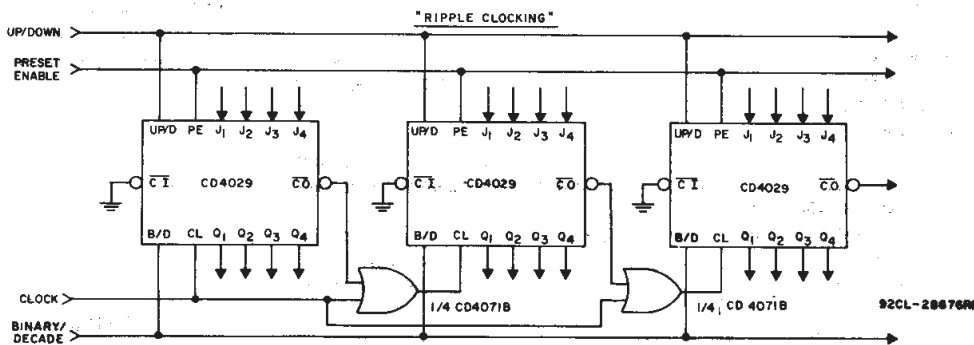 "RIPPLE CLOCKING"
UP/DOWN
PRESET
ENABLE
UP/D PE J1 J2 J3 J4
CI CD4029 CO
B/D CL Q1 Q2 Q3 Q4
UP/D PE J1 J2 J3 J4
CI CD4029 CO
B/D CL Q1 Q2 Q3 Q4
UP/D PE J1 J2 J3 J4
CI CD4029 CO
B/D CL Q1 Q2 Q3 Q4
CLOCK
1/4 CD4071B
1/4 CD 4071B
BINARY/
DECADE